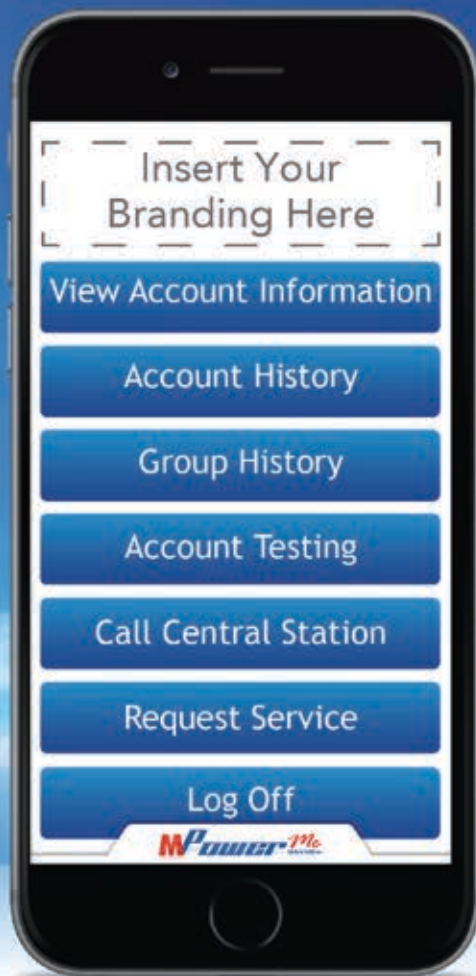 Insert Your
Branding Here
View Account Information
Account History
Group History
Account Testing
Call Central Station
Request Service
Log Off
MPower Me